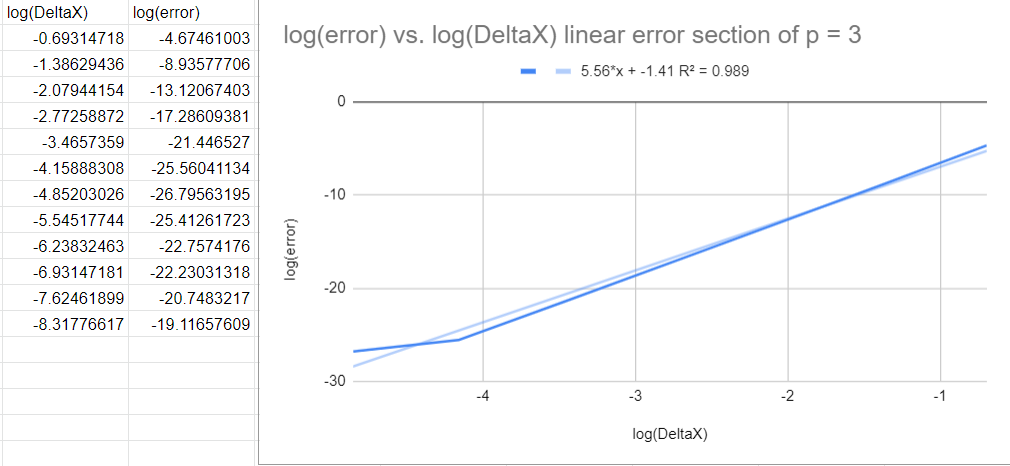 log(DeltaX) log(error)
-0.69314718 -4.67461003
-1.38629436 -8.93577706
-2.07944154 -13.12067403
-2.77258872 -17.28609381
-3.4657359 -21.446527
-4.15888308 -25.56041134
-4.85203026 -26.79563195
-5.54517744 -25.41261723
-6.23832463 -22.7574176
-6.93147181 -22.23031318
-7.62461899 -20.7483217
-8.31776617 -19.11657609
log(error) vs. log(DeltaX) linear error section of p = 3
5.56*x + -1.41 R² = 0.989
0
-10
-20
-30
log(error)
-4 -3 -2 -1
log(DeltaX)